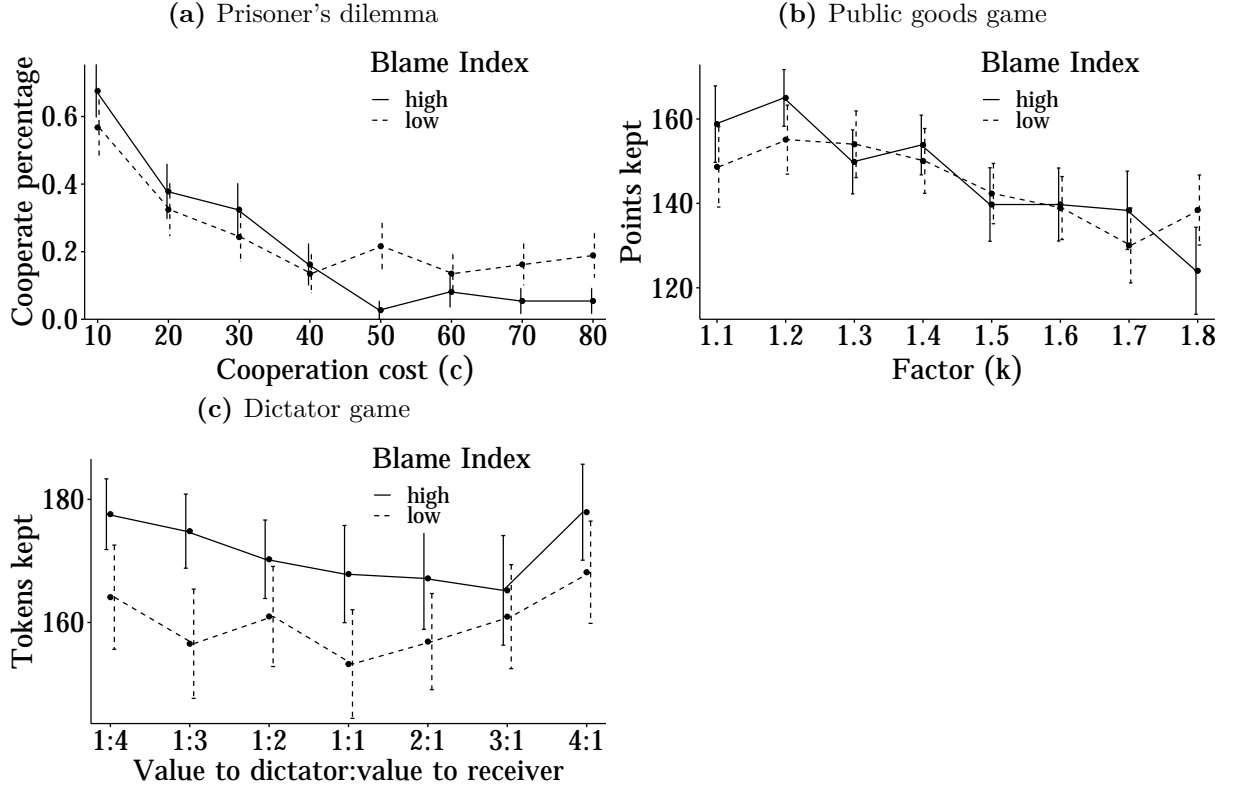 (a) Prisoner's dilemma
Cooperate percentage
0.6
0.4
0.2
0.0
Blame Index
high
low
10 20 30 40 50 60 70 80
Cooperation cost (c)
(b) Public goods game
Points kept
160
140
120
Blame Index
high
low
1.1 1.2 1.3 1.4 1.5 1.6 1.7 1.8
Factor (k)
(c) Dictator game
Tokens kept
180
160
Blame Index
high
low
1:4 1:3 1:2 1:1 2:1 3:1 4:1
Value to dictator:value to receiver